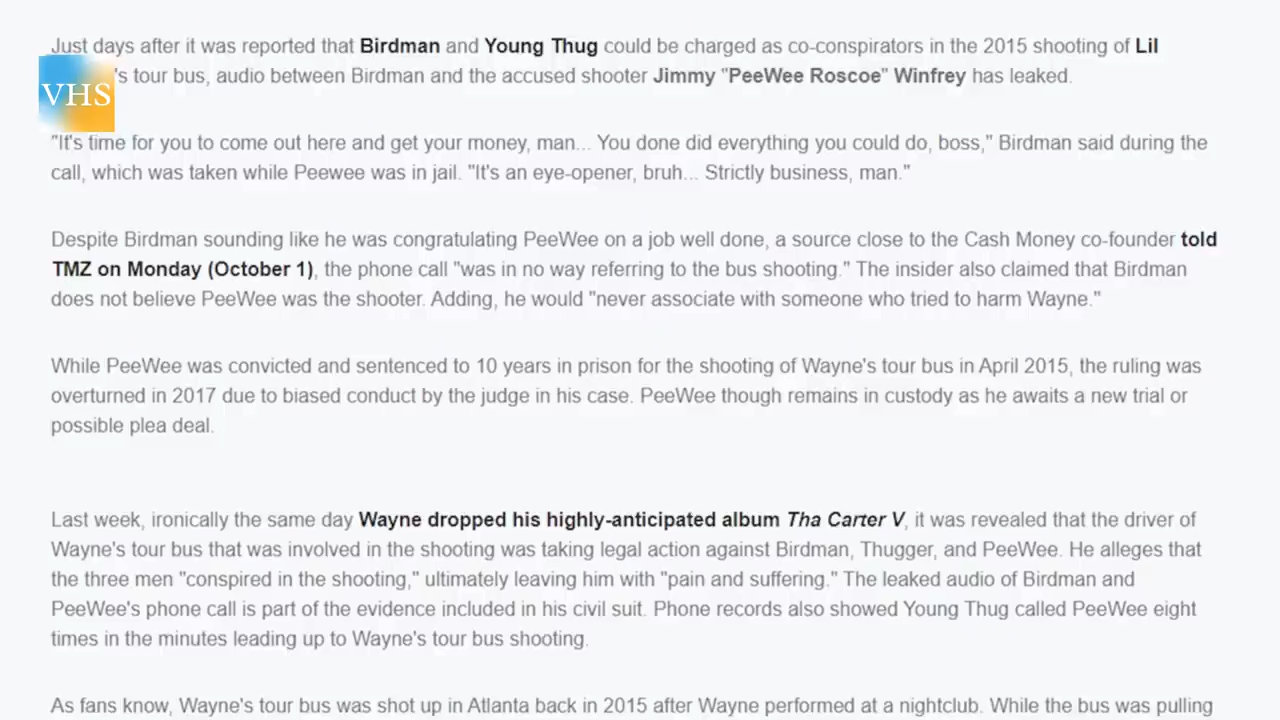 Just days after it was reported that Birdman and Young Thug could be charged as co-conspirators in the 2015 shooting of Lil
's tour bus, audio between Birdman and the accused shooter Jimmy "PeeWee Roscoe" Winfrey has leaked.
VHS
"It's time for you to come out here and get your money, man... You done did everything you could do, boss," Birdman said during the
call, which was taken while Peewee was in jail. "It's an eye-opener, bruh... Strictly business, man."
Despite Birdman sounding like he was congratulating PeeWee on a job well done, a source close to the Cash Money co-founder told
TMZ on Monday (October 1), the phone call "was in no way referring to the bus shooting." The insider also claimed that Birdman
does not believe PeeWee was the shooter. Adding, he would "never associate with someone who tried to harm Wayne."
While PeeWee was convicted and sentenced to 10 years in prison for the shooting of Wayne's tour bus in April 2015, the ruling was
overturned in 2017 due to biased conduct by the judge in his case. PeeWee though remains in custody as he awaits a new trial or
possible plea deal.
Last week, ironically the same day Wayne dropped his highly-anticipated album Tha Carter V, it was revealed that the driver of
Wayne's tour bus that was involved in the shooting was taking legal action against Birdman, Thugger, and PeeWee. He alleges that
the three men "conspired in the shooting," ultimately leaving him with "pain and suffering." The leaked audio of Birdman and
PeeWee's phone call is part of the evidence included in his civil suit. Phone records also showed Young Thug called PeeWee eight
times in the minutes leading up to Wayne's tour bus shooting.
As fans know, Wayne's tour bus was shot up in Atlanta back in 2015 after Wayne performed at a nightclub. While the bus was pulling